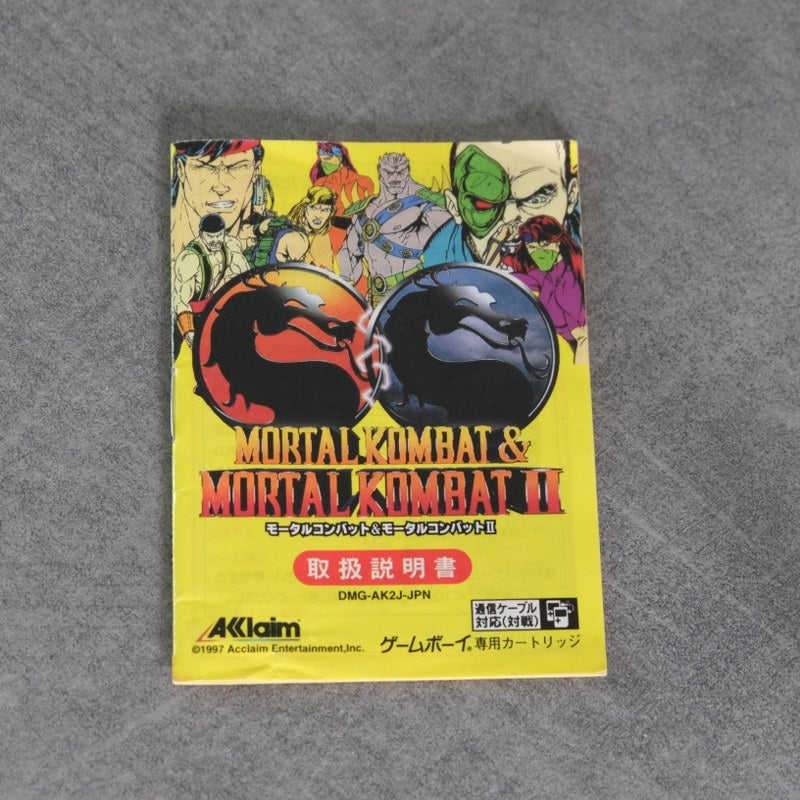 MORTAL KOMBAT &
MORTAL KOMBAT II
モータルコンバット&モータルコンバットII
取扱説明書
DMG-AK2J-JPN
通信ケーブル
対応(対戦)
AKlaim
©1997 Acclaim Entertainment,Inc.
ゲームボーイ® 専用カートリッジ